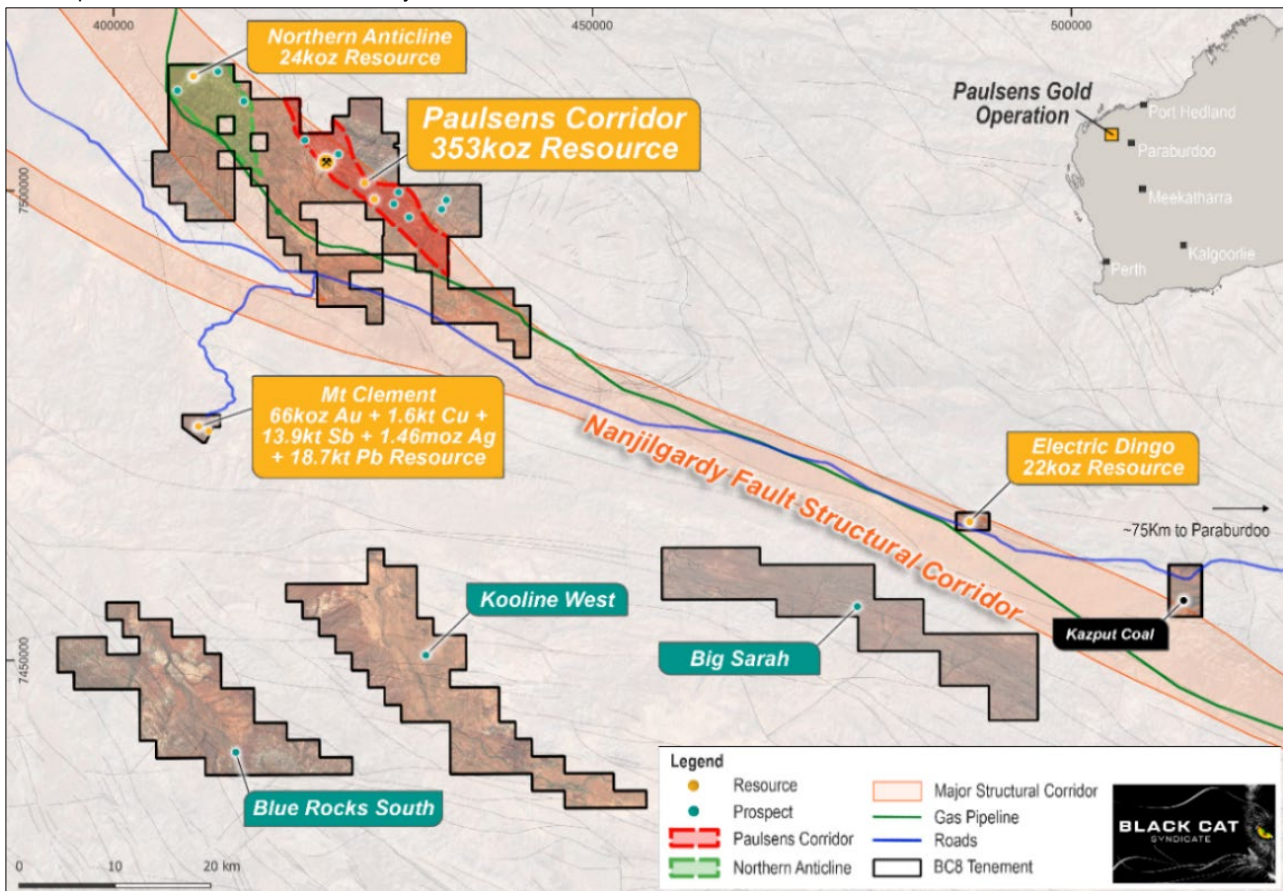 400000
450000
500000
Northern Anticline
24koz Resource
Paulsens Corridor
353koz Resource
Paulsens Gold
Operation
Port Hedland
Paraburdoo
Meekatharra
Kalgoorlie
Perth
7500000
Mt Clement
66koz Au + 1.6kt Cu +
13.9kt Sb + 1.46moz Ag
+ 18.7kt Pb Resource
Nanjilgardy Fault Structural Corridor
Electric Dingo
22koz Resource
~75Km to Paraburdoo
Kooline West
Big Sarah
Kazput Coal
7450000
Blue Rocks South
Legend
Resource
Prospect
Paulsens Corridor
Northern Anticline
Major Structural Corridor
Gas Pipeline
Roads
BC8 Tenement
BLACK CAT
SYNDICATE
0 10 20 km